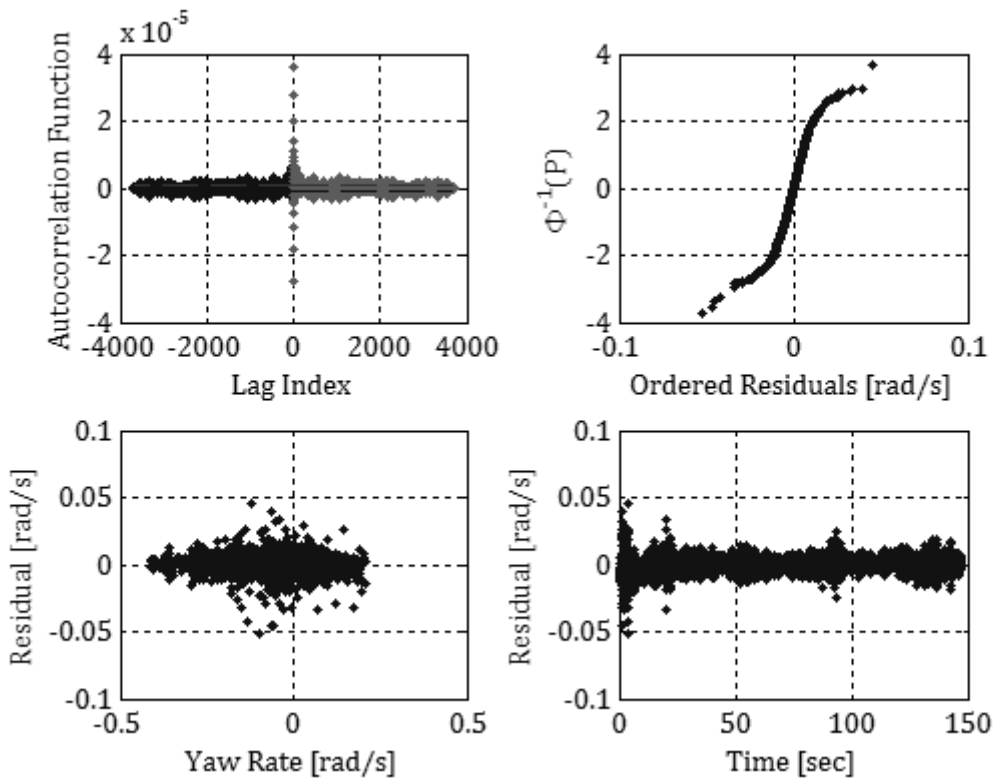 x 10^-5
Autocorrelation Function
4
2
0
-2
-4
-4000 -2000 0 2000 4000
Lag Index
Φ^-1(P)
4
2
0
-2
-4
-0.1 0 0.1
Ordered Residuals [rad/s]
Residual [rad/s]
0.1
0.05
0
-0.05
-0.1
-0.5 0 0.5
Yaw Rate [rad/s]
Residual [rad/s]
0.1
0.05
0
-0.05
-0.1
0 50 100 150
Time [sec]